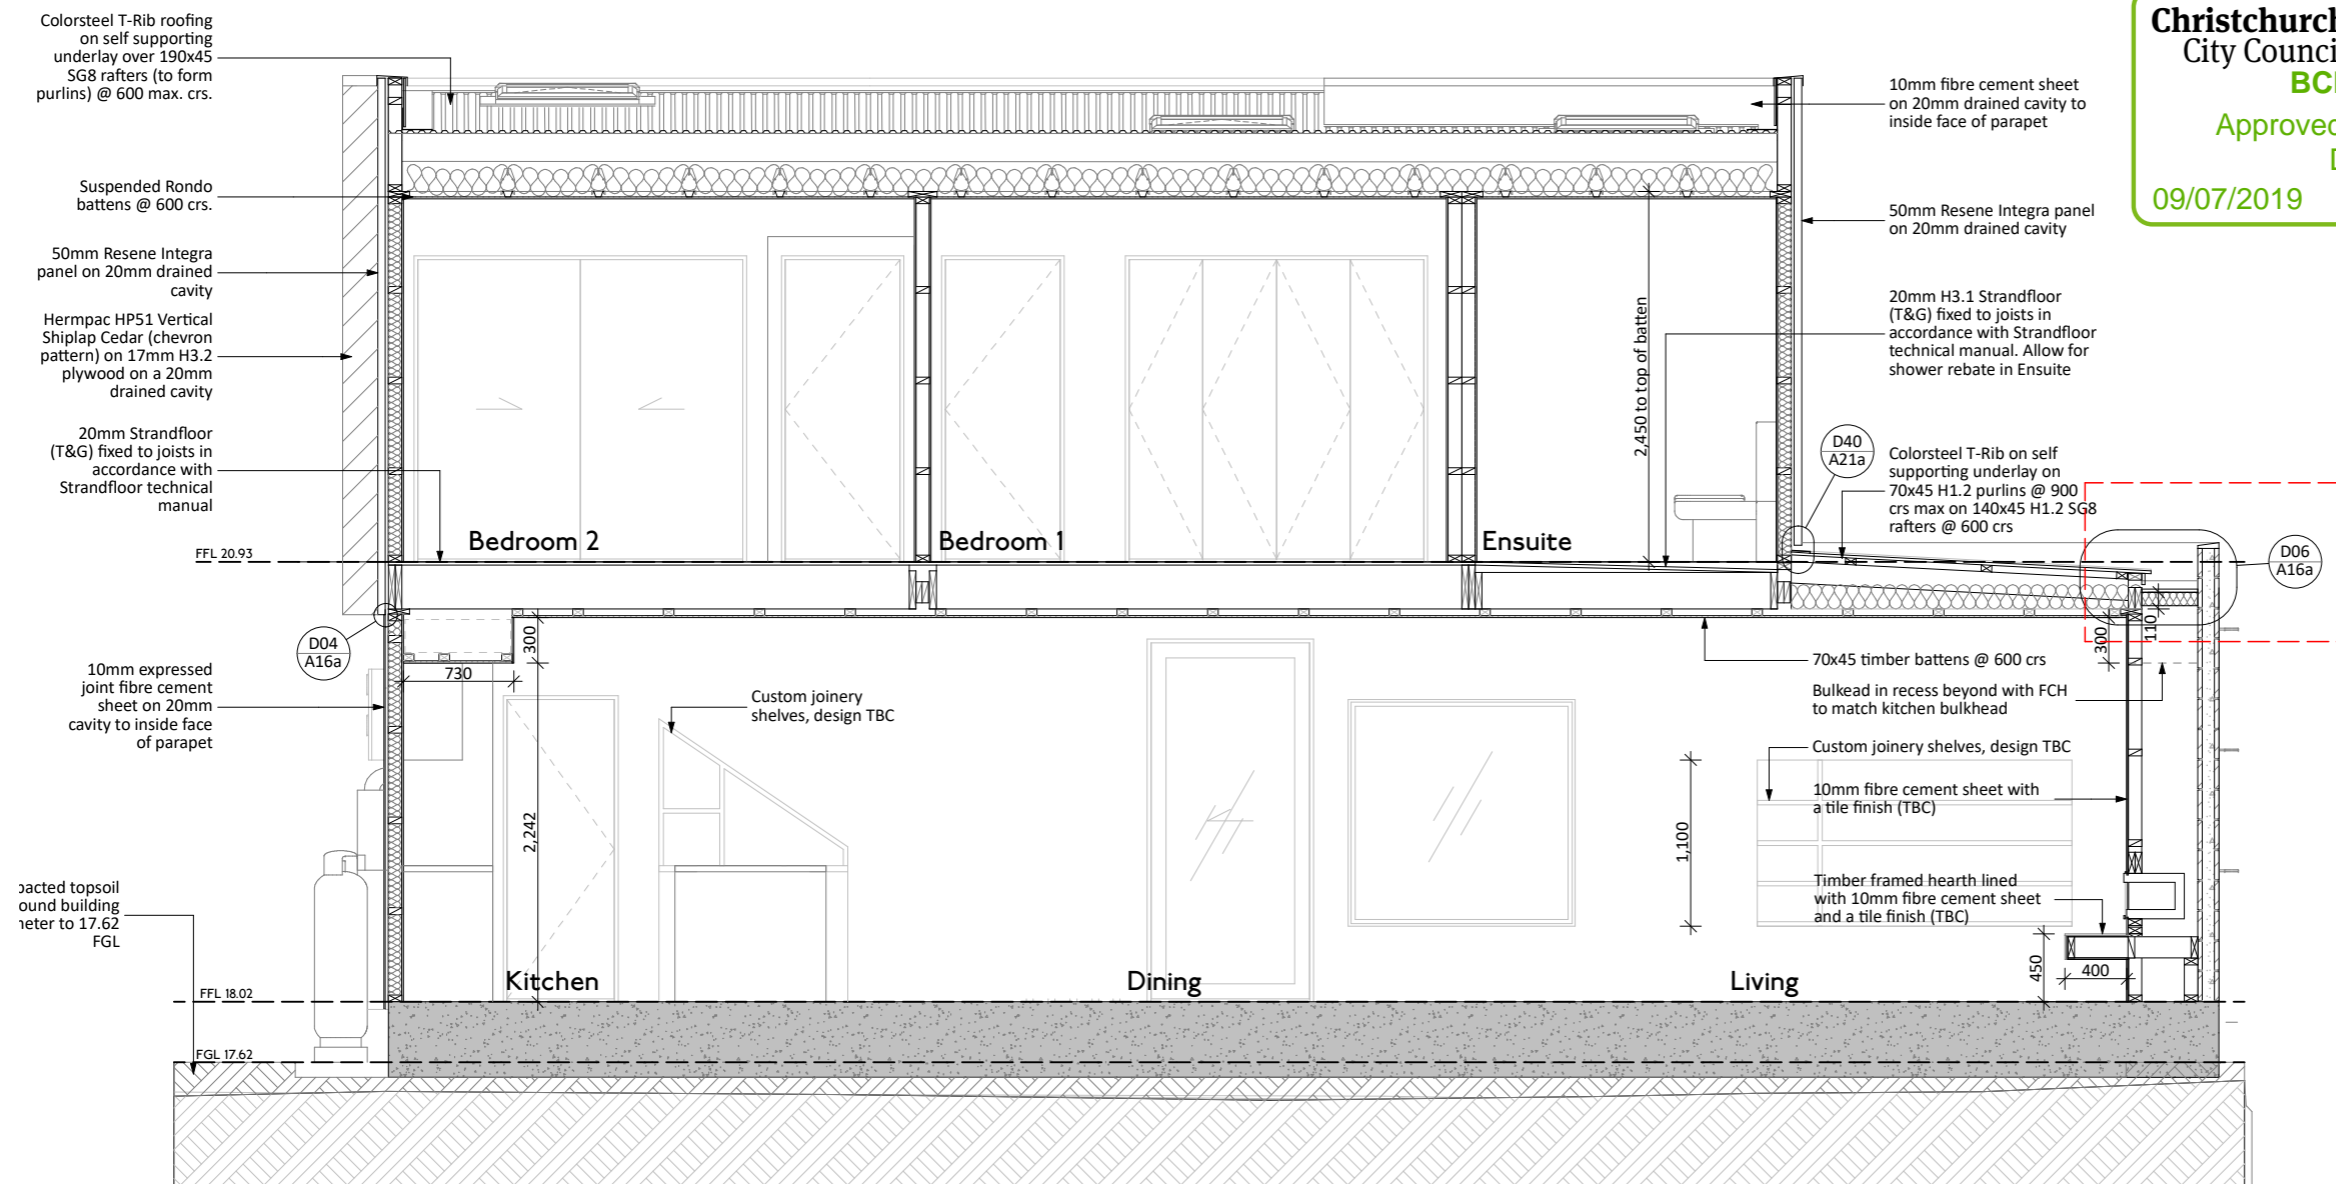 Colorsteel T-Rib roofing
on self supporting
underlay over 190x45
SG8 rafters (to form
purlins) @ 600 max. crs.
Suspended Rondo
battens @ 600 crs.
50mm Resene Integra
panel on 20mm drained
cavity
Hermpac HP51 Vertical
Shiplap Cedar (chevron
pattern) on 17mm H3.2
plywood on a 20mm
drained cavity
20mm Strandfloor
(T&G) fixed to joists in
accordance with
Strandfloor technical
manual
FFL 20.93
D04
A16a
10mm expressed
joint fibre cement
sheet on 20mm
cavity to inside face
of parapet
pacted topsoil
ound building
neter to 17.62
FGL
FFL 18.02
FGL 17.62
Bedroom 2
Bedroom 1
Ensuite
2,450 to top of batten
300
730
2,242
Custom joinery
shelves, design TBC
Kitchen
Dining
Living
1,100
450
400
300
110
Christchurch
City Council
Approved
09/07/2019
10mm fibre cement sheet
on 20mm drained cavity to
inside face of parapet
50mm Resene Integra panel
on 20mm drained cavity
20mm H3.1 Strandfloor
(T&G) fixed to joists in
accordance with Strandfloor
technical manual. Allow for
shower rebate in Ensuite
D40
A21a
Colorsteel T-Rib on self
supporting underlay on
70x45 H1.2 purlins @ 900
crs max on 140x45 H1.2 SG8
rafters @ 600 crs
D06
A16a
70x45 timber battens @ 600 crs
Bulkead in recess beyond with FCH
to match kitchen bulkhead
Custom joinery shelves, design TBC
10mm fibre cement sheet with
a tile finish (TBC)
Timber framed hearth lined
with 10mm fibre cement sheet
and a tile finish (TBC)